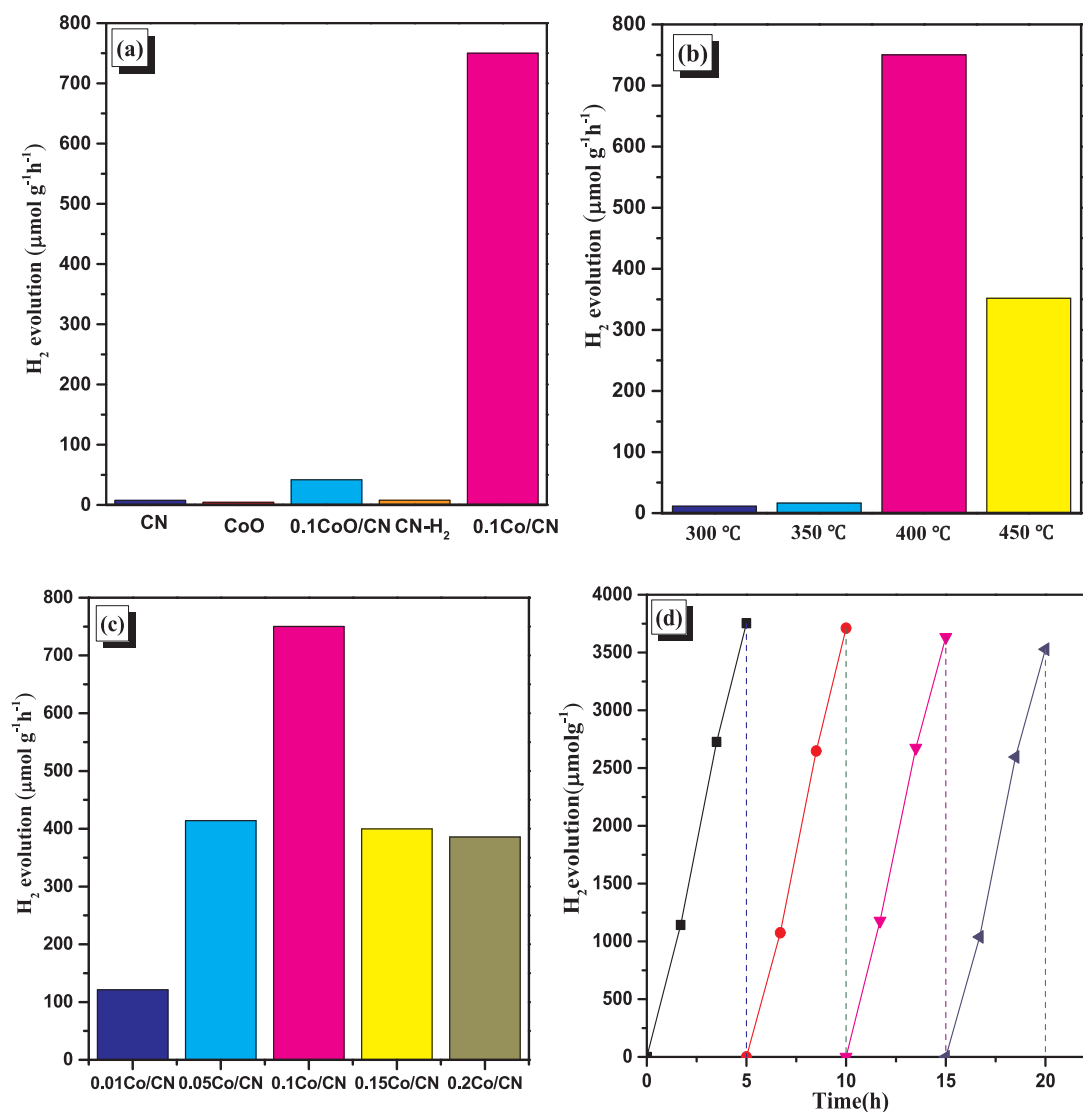 (a)
H₂ evolution (μmol g⁻¹h⁻¹)
800
700
600
500
400
300
200
100
0
CN CoO 0.1CoO/CN CN-H₂ 0.1Co/CN
(b)
H₂ evolution (μmol g⁻¹h⁻¹)
800
700
600
500
400
300
200
100
0
300 ℃ 350 ℃ 400 ℃ 450 ℃
(c)
H₂ evolution (μmol g⁻¹h⁻¹)
800
700
600
500
400
300
200
100
0
0.01Co/CN 0.05Co/CN 0.1Co/CN 0.15Co/CN 0.2Co/CN
(d)
H₂evolution(μmolg⁻¹)
4000
3500
3000
2500
2000
1500
1000
500
0
0 5 10 15 20
Time(h)